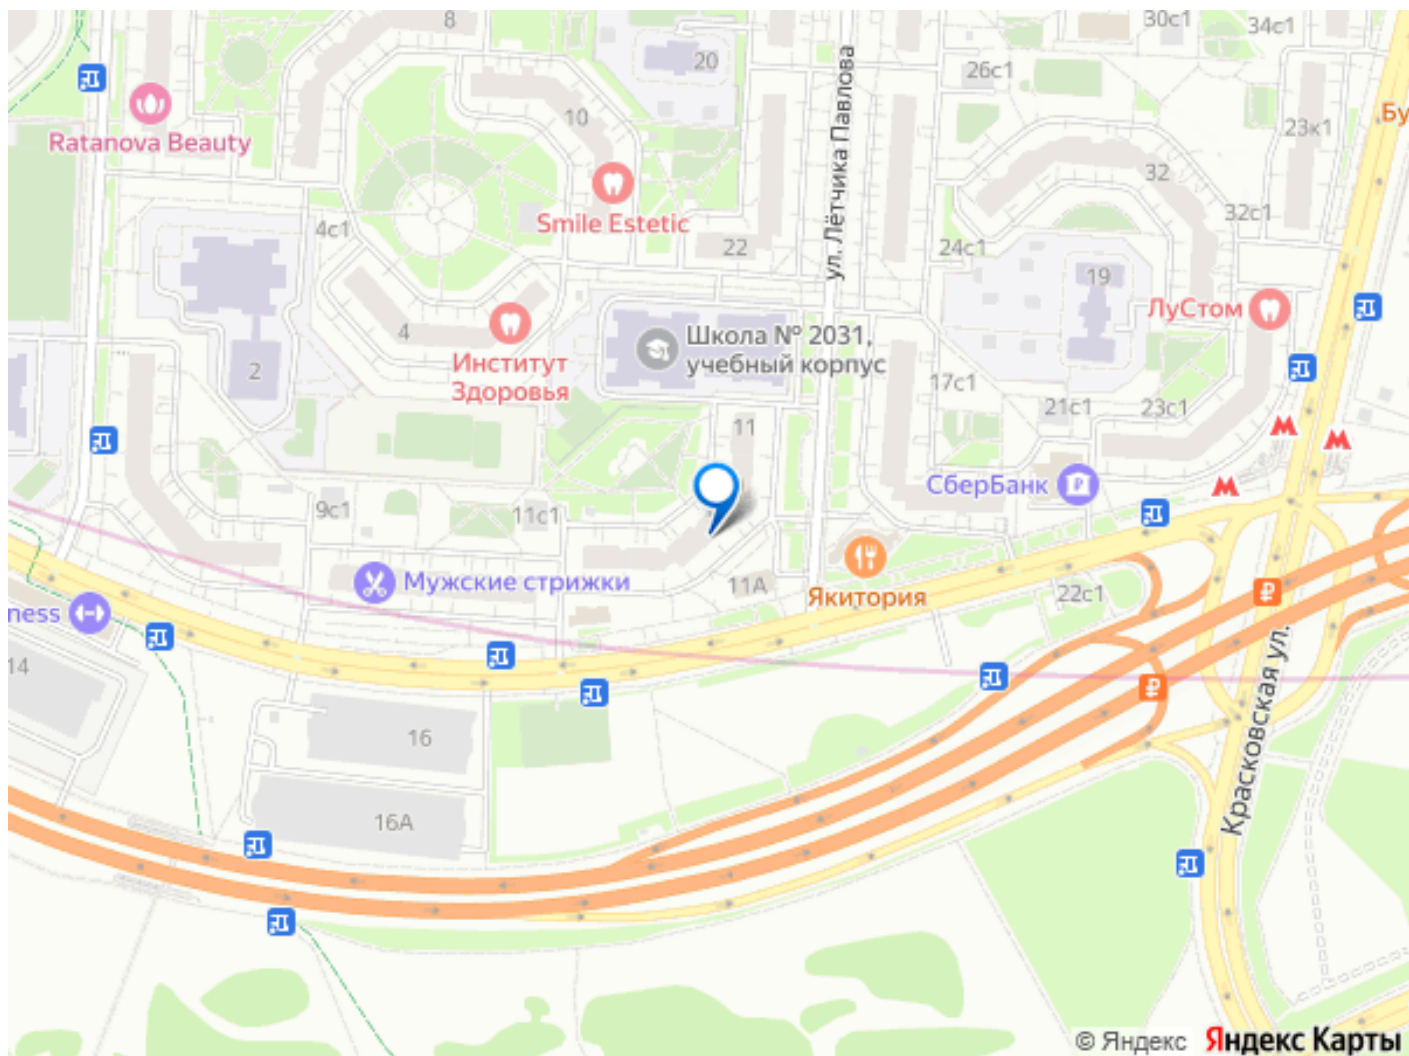 8
30с1
34с1
20
26с1
Ratanova Beauty
10
ул. Лётчика Павлова
Бу
23к1
32
Smile Estetic
4с1
22
24с1
32с1
19
ЛуСтом
4
Школа № 2031,
учебный корпус
Институт
Здоровья
2
17с1
21с1
23с1
11
СберБанк
9с1
11с1
Мужские стрижки
11А
Якитория
22с1
ness
14
16
Красковская ул.
16А
© Яндекс Яндекс Карты